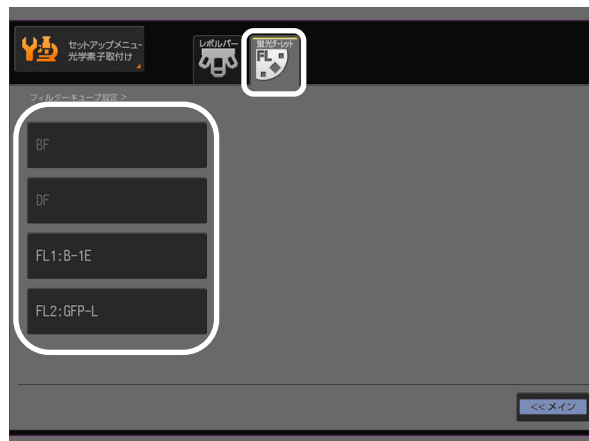 セットアップメニュー
光学素子取付け
レボルバー
蛍光ターレット
FL
フィルターキューブ設定 >
BF
DF
FL1:B-1E
FL2:GFP-L
<< メイン